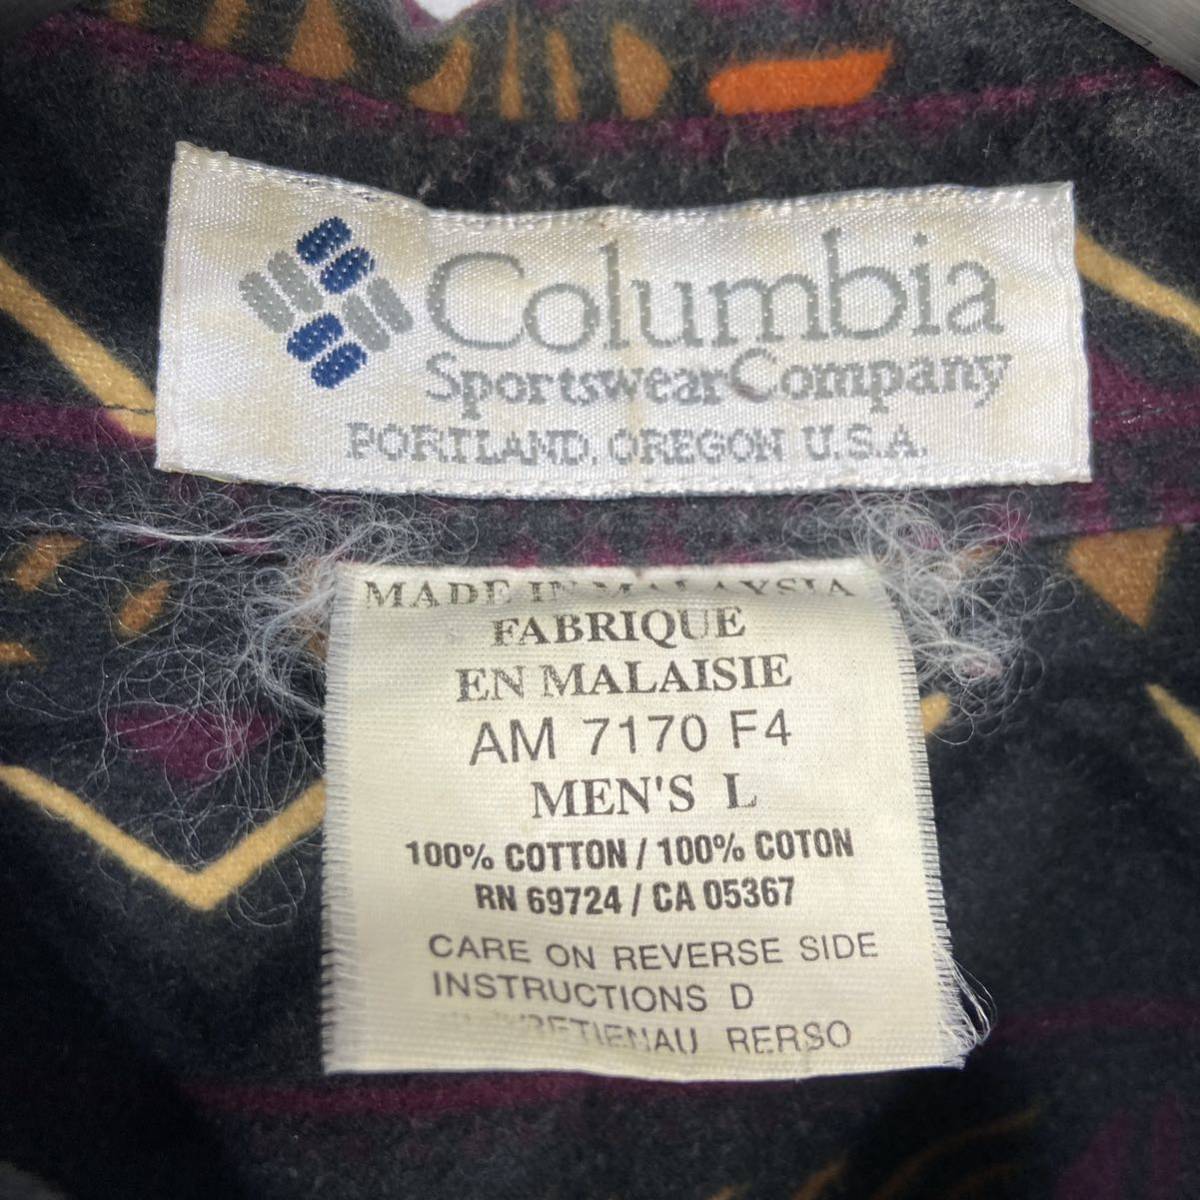 Columbia
Sportswear Company
PORTLAND, OREGON U.S.A.
MADE IN MALAYSIA
FABRIQUE
EN MALAISIE
AM 7170 F4
MEN'S L
100% COTTON / 100% COTON
RN 69724 / CA 05367
CARE ON REVERSE SIDE
INSTRUCTIONS D
RERSO